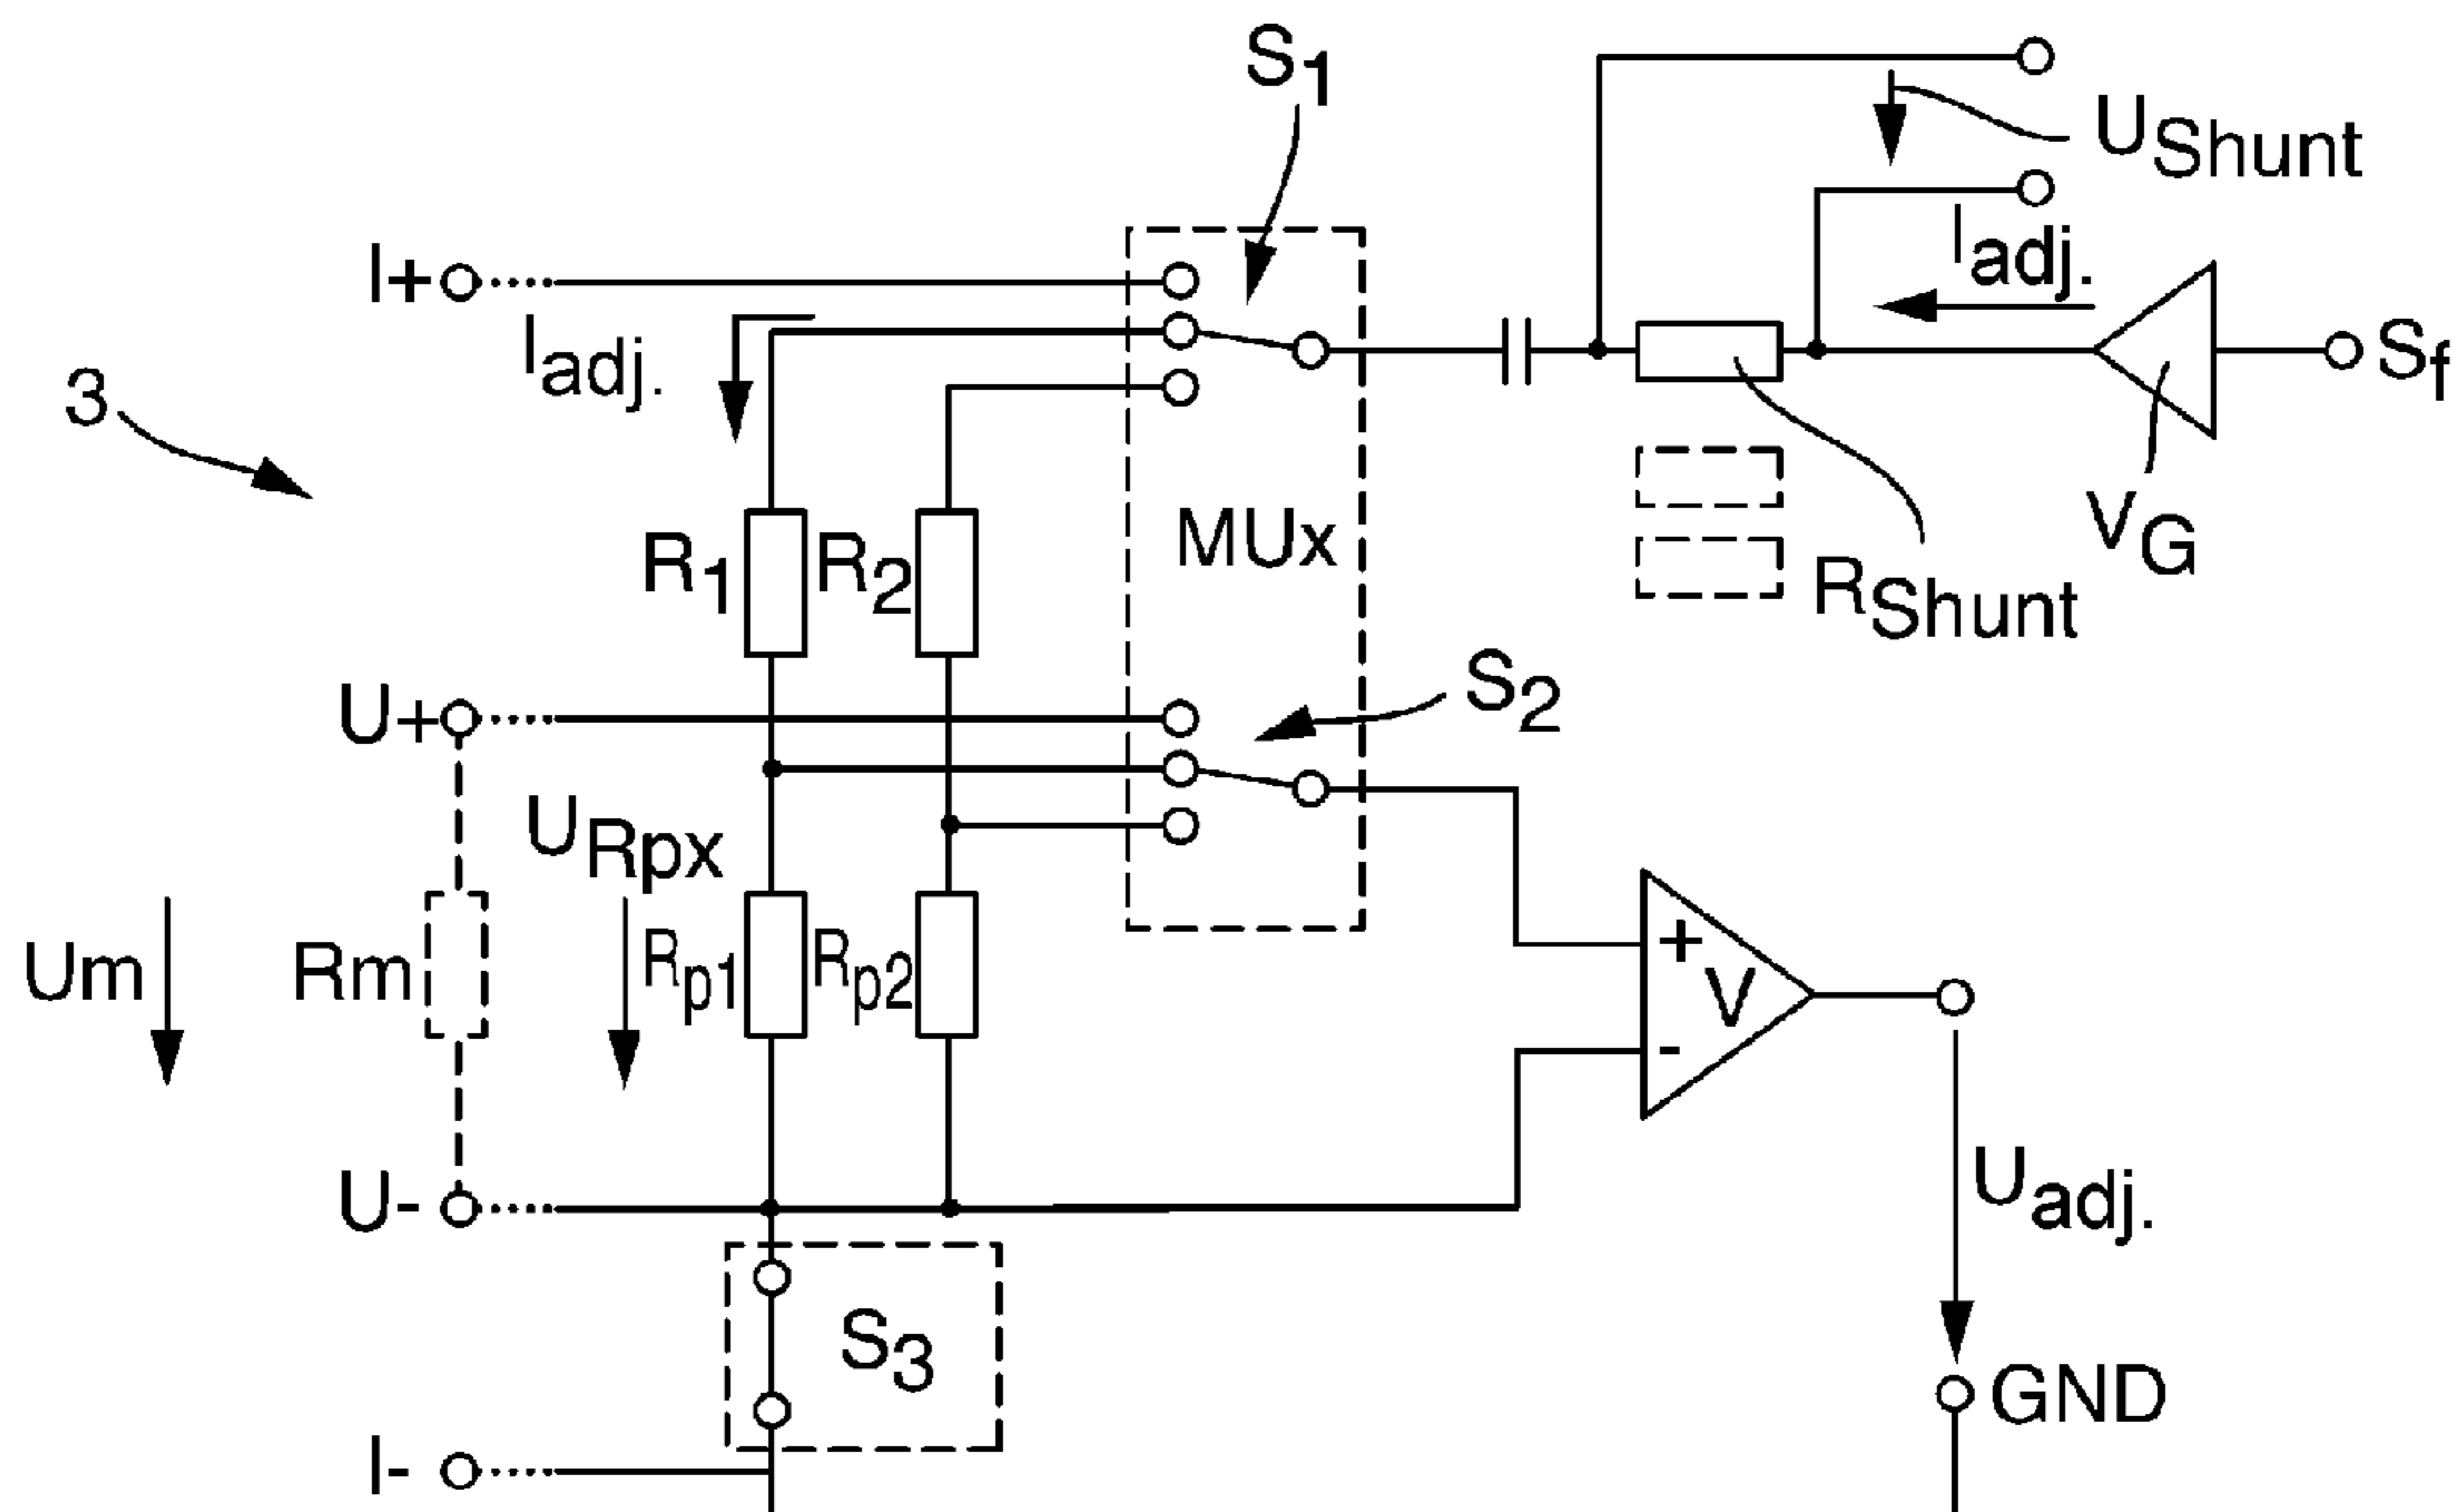 S1
UShunt
I+
Iadj.
Iadj.
Sf
3
R1
R2
MUx
VG
RShunt
S2
U+
URpx
Um
Rm
Rp1
Rp2
+
V
-
U-
Uadj.
S3
GND
I-